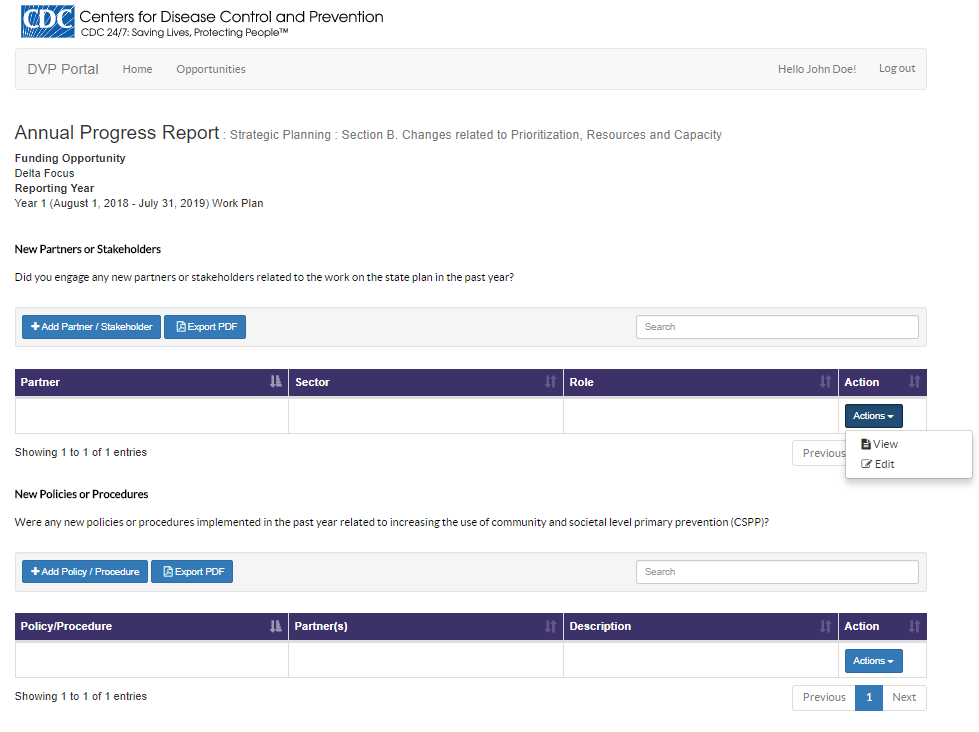 CDC Centers for Disease Control and Prevention
CDC 24/7: Saving Lives, Protecting People™
DVP Portal Home Opportunities Hello John Doe! Log out
Annual Progress Report : Strategic Planning : Section B. Changes related to Prioritization, Resources and Capacity
Funding Opportunity
Delta Focus
Reporting Year
Year 1 (August 1, 2018 - July 31, 2019) Work Plan
New Partners or Stakeholders
Did you engage any new partners or stakeholders related to the work on the state plan in the past year?
Add Partner / Stakeholder Export PDF Search
Partner Sector Role Action
Actions
View
Edit
Showing 1 to 1 of 1 entries Previous
New Policies or Procedures
Were any new policies or procedures implemented in the past year related to increasing the use of community and societal level primary prevention (CSPP)?
Add Policy / Procedure Export PDF Search
Policy/Procedure Partner(s) Description Action
Actions
Showing 1 to 1 of 1 entries Previous 1 Next